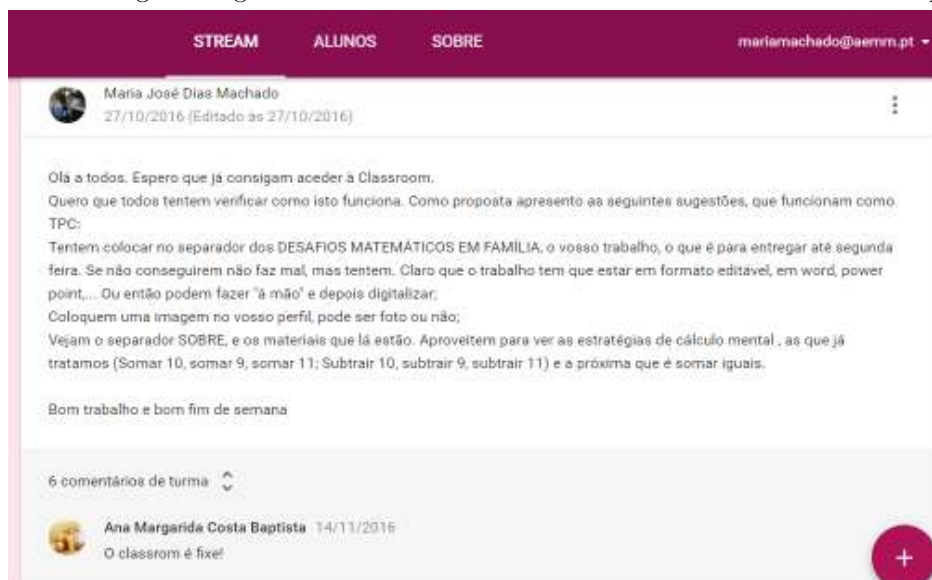 STREAM ALUNOS SOBRE mariamachado@aemm.pt
Maria José Dias Machado
27/10/2016 (Editado às 27/10/2016)
Olá a todos. Espero que já consigam aceder à Classroom.
Quero que todos tentem verificar como isto funciona. Como proposta apresento as seguintes sugestões, que funcionam como
TPC:
Tentem colocar no separador dos DESAFIOS MATEMÁTICOS EM FAMÍLIA, o vosso trabalho, o que é para entregar até segunda
feira. Se não conseguirem não faz mal, mas tentem. Claro que o trabalho tem que estar em formato editável, em word, power
point,... Ou então podem fazer "à mão" e depois digitalizar;
Coloquem uma imagem no vosso perfil, pode ser foto ou não;
Vejam o separador SOBRE, e os materiais que lá estão. Aproveitem para ver as estratégias de cálculo mental , as que já
tratamos (Somar 10, somar 9, somar 11; Subtrair 10, subtrair 9, subtrair 11) e a próxima que é somar iguais.
Bom trabalho e bom fim de semana
6 comentários de turma
Ana Margarida Costa Baptista 14/11/2016
O classrom é fixe!